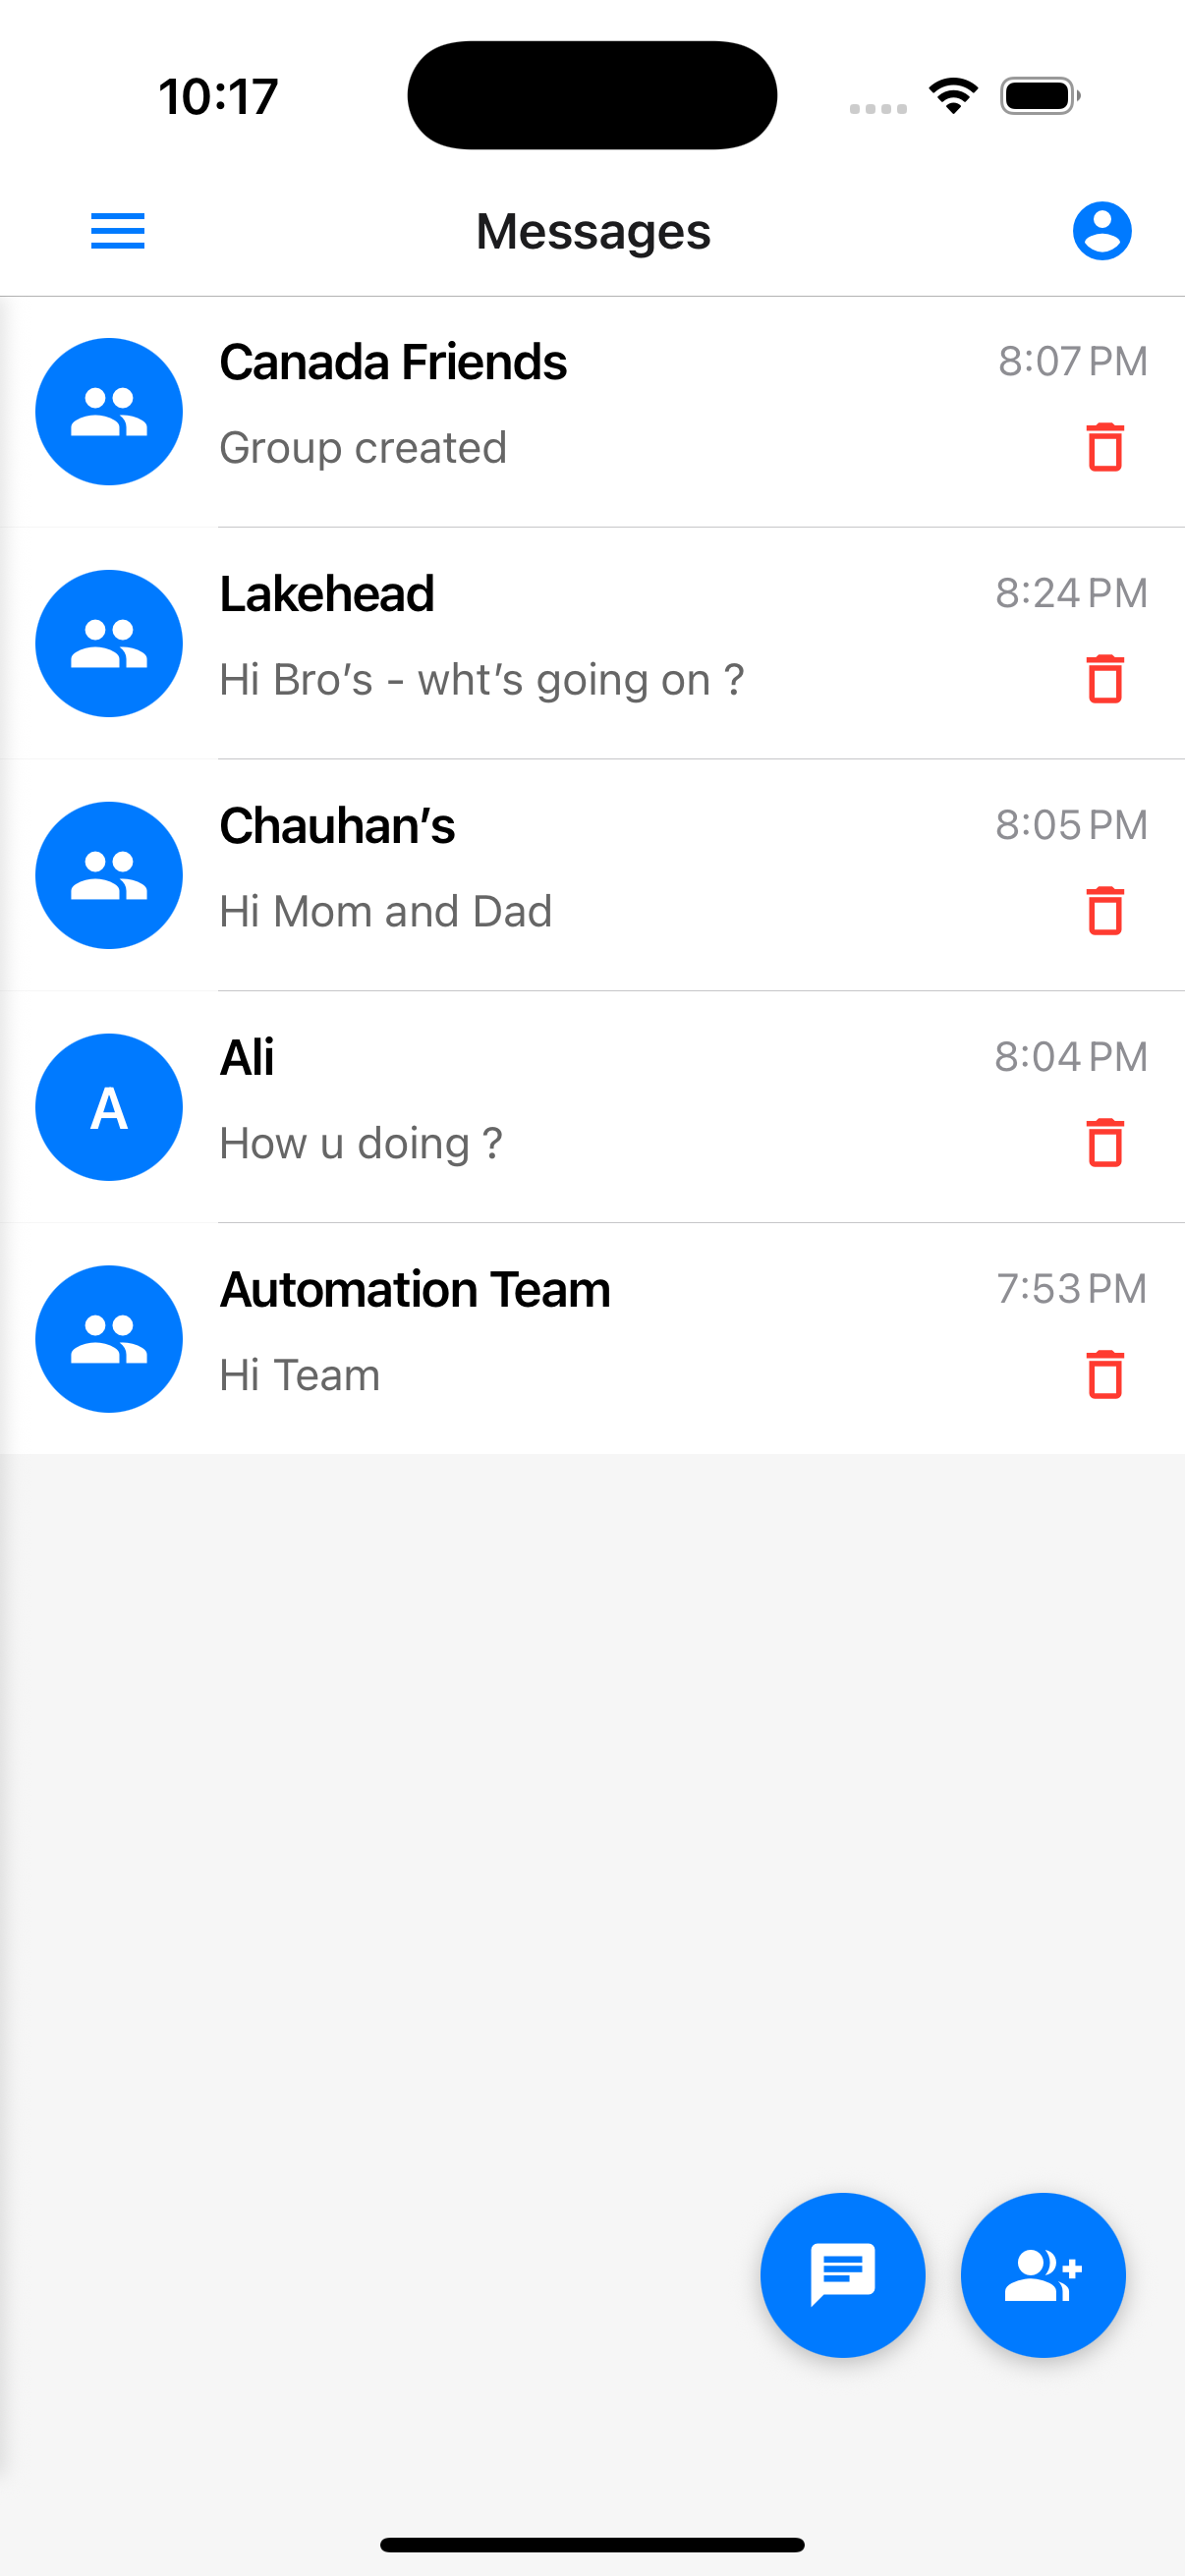 10:17
Messages
Canada Friends 8:07 PM
Group created
Lakehead 8:24 PM
Hi Bro’s - wht’s going on ?
Chauhan’s 8:05 PM
Hi Mom and Dad
A
Ali 8:04 PM
How u doing ?
Automation Team 7:53 PM
Hi Team